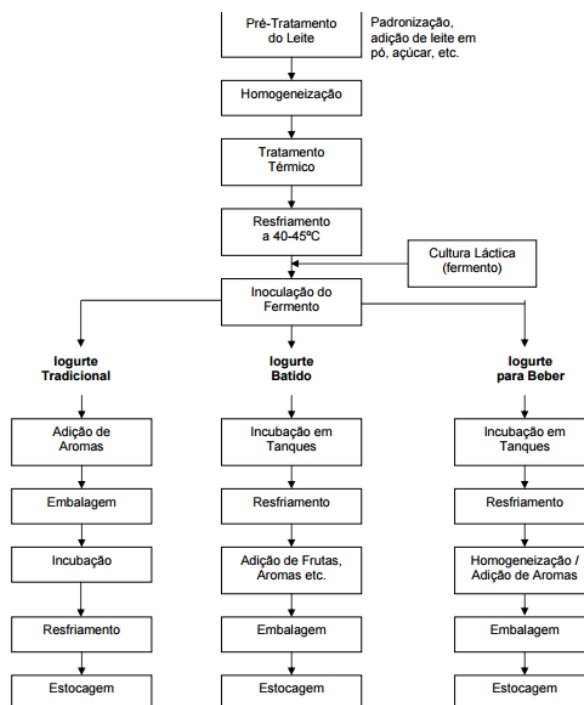 Pré-Tratamento
do Leite
Padronização,
adição de leite em
pó, açúcar, etc.
Homogeneização
Tratamento
Térmico
Resfriamento
a 40-45ºC
Cultura Láctica
(fermento)
Inoculação do
Fermento
Iogurte
Tradicional
Iogurte
Batido
Iogurte
para Beber
Adição de
Aromas
Incubação em
Tanques
Incubação em
Tanques
Embalagem
Resfriamento
Resfriamento
Incubação
Adição de Frutas,
Aromas etc.
Homogeneização /
Adição de Aromas
Resfriamento
Embalagem
Embalagem
Estocagem
Estocagem
Estocagem